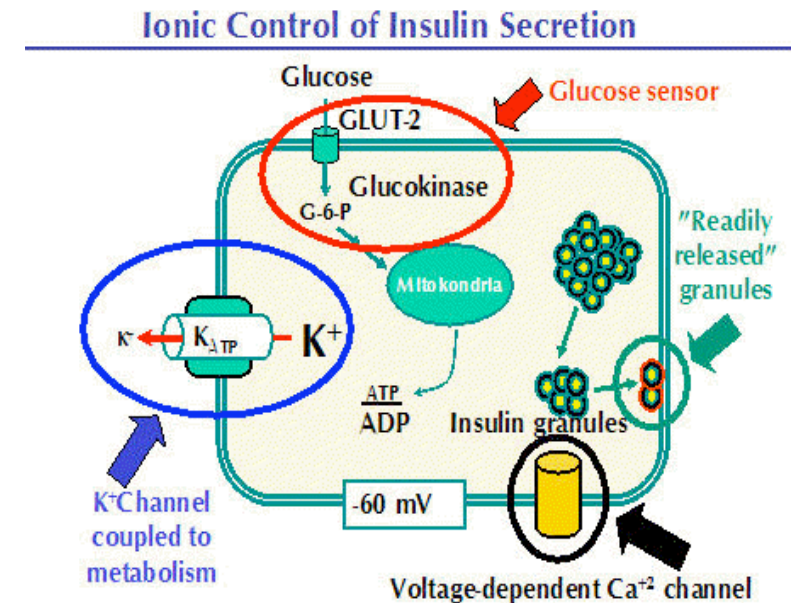 Ionic Control of Insulin Secretion
Glucose
Glucose sensor
GLUT-2
Glucokinase
G-6-P
"Readily
released"
granules
Mitokondria
K⁺
K_ATP
K⁺
ATP
ADP
Insulin granules
-60 mV
K⁺Channel
coupled to
metabolism
Voltage-dependent Ca⁺² channel